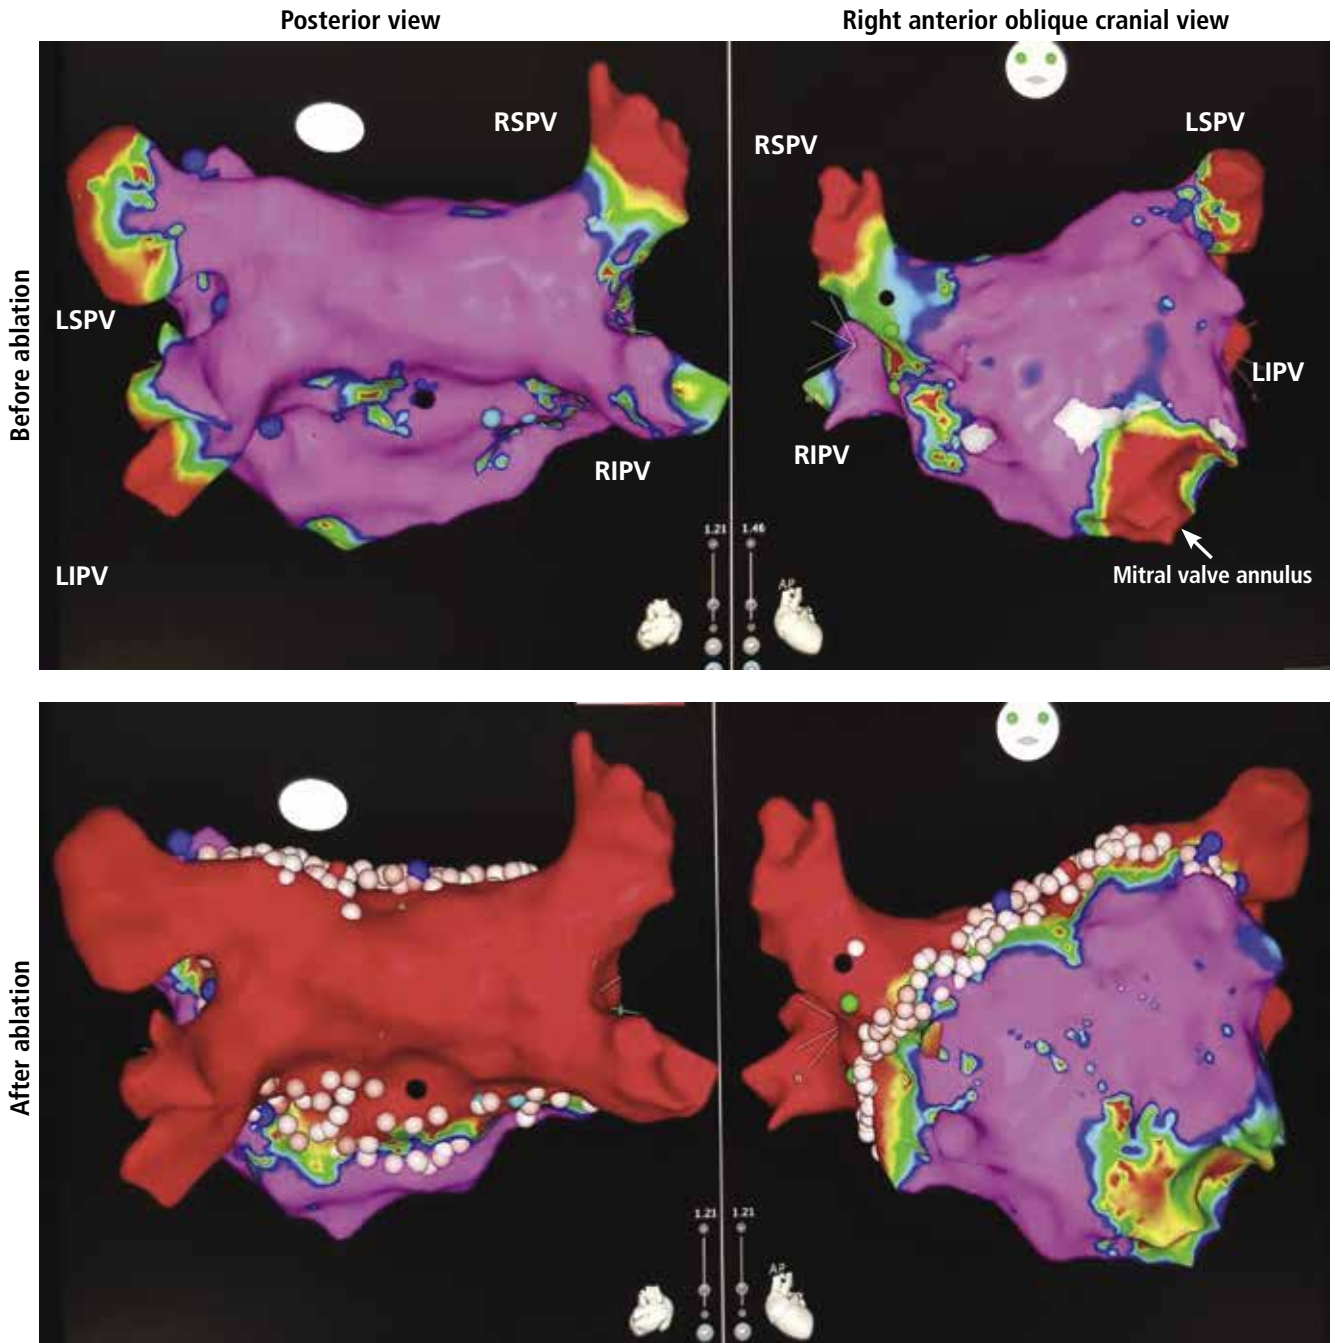 Posterior view
Right anterior oblique cranial view
Before ablation
RSPV
LSPV
LIPV
RIPV
RSPV
LSPV
LIPV
RIPV
Mitral valve annulus
1.21
1.46
AP
After ablation
1.21
1.21
AP